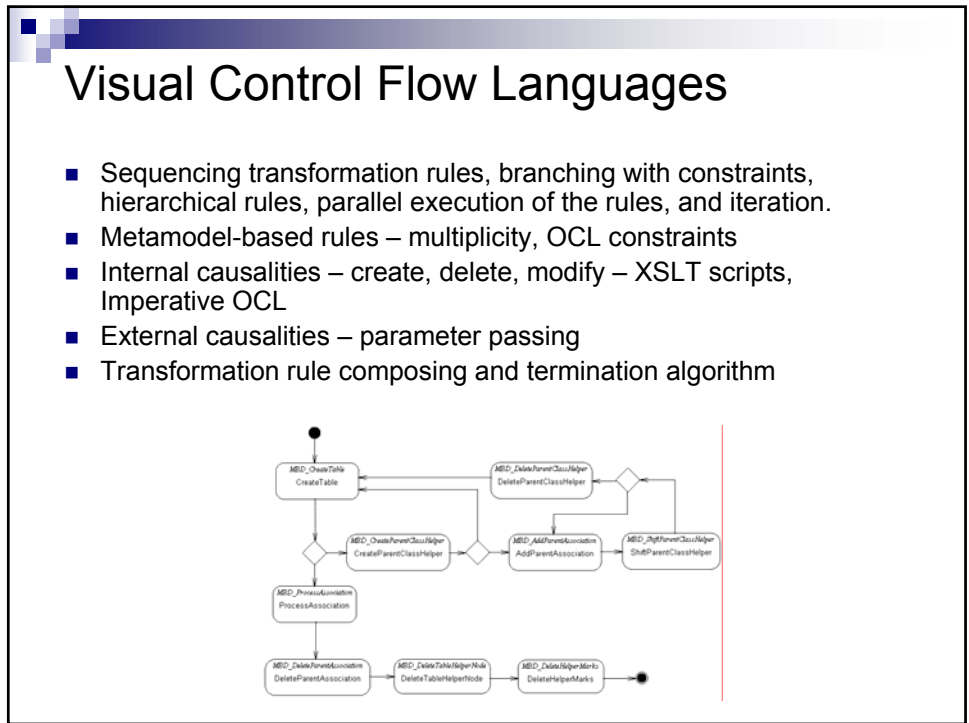 Visual Control Flow Languages
Sequencing transformation rules, branching with constraints,
hierarchical rules, parallel execution of the rules, and iteration.
Metamodel-based rules – multiplicity, OCL constraints
Internal causalities – create, delete, modify – XSLT scripts,
Imperative OCL
External causalities – parameter passing
Transformation rule composing and termination algorithm
MBD_CreateTable
CreateTable
MBD_DeleteParentClassHelper
DeleteParentClassHelper
MBD_CreateParentClassHelper
CreateParentClassHelper
MBD_AddParentAssociation
AddParentAssociation
MBD_ShiftParentClassHelper
ShiftParentClassHelper
MBD_ProcessAssociation
ProcessAssociation
MBD_DeleteParentAssociation
DeleteParentAssociation
MBD_DeleteTableHelperNode
DeleteTableHelperNode
MBD_DeleteHelperMarks
DeleteHelperMarks